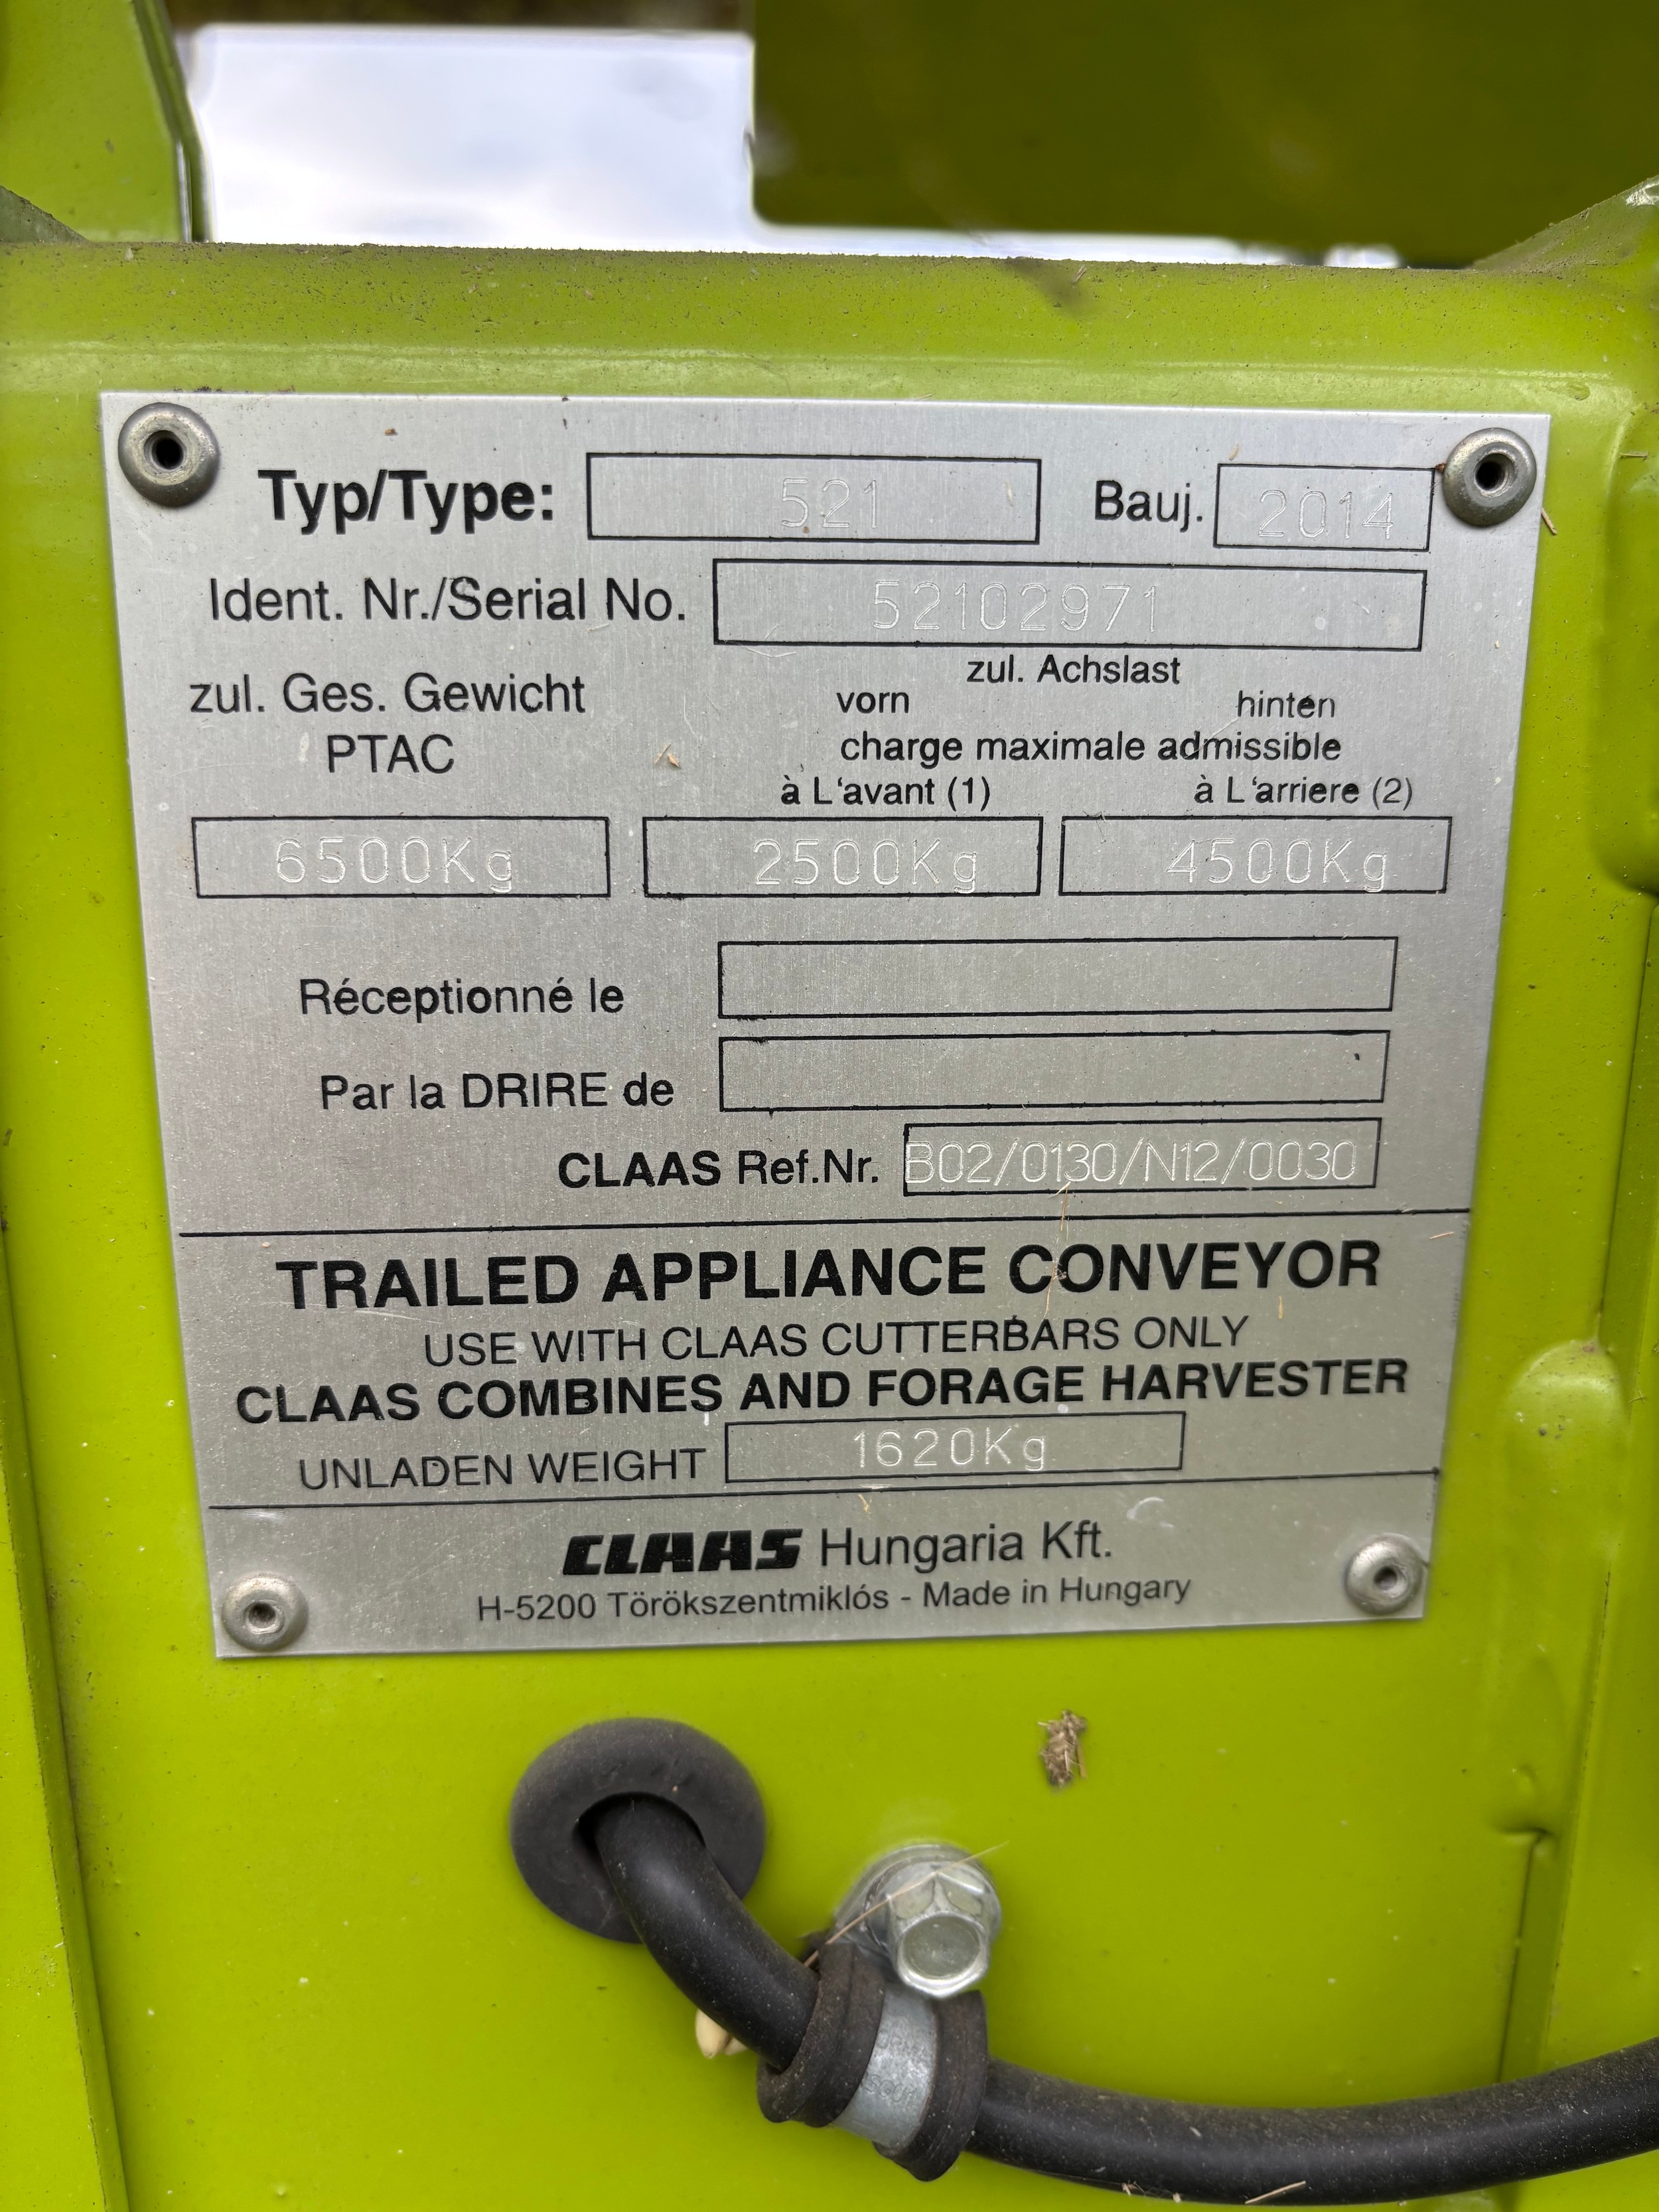 Typ/Type: 521 Bauj. 2014
Ident. Nr./Serial No. 52102971
zul. Ges. Gewicht
PTAC
zul. Achslast
vorn hinten
charge maximale admissible
à L'avant (1) à L'arriere (2)
6500Kg 2500Kg 4500Kg
Réceptionné le
Par la DRIRE de
CLAAS Ref.Nr. B02/0130/N12/0030
TRAILED APPLIANCE CONVEYOR
USE WITH CLAAS CUTTERBARS ONLY
CLAAS COMBINES AND FORAGE HARVESTER
UNLADEN WEIGHT 1620Kg
CLAAS Hungaria Kft.
H-5200 Törökszentmiklós - Made in Hungary